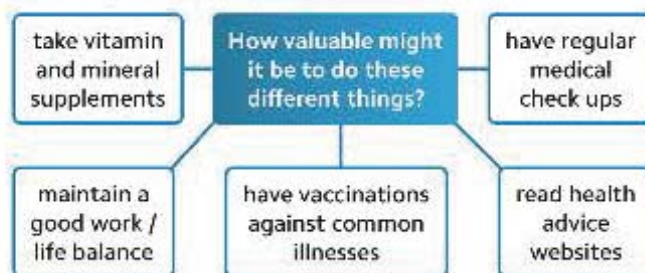 take vitamin
and mineral
supplements
How valuable might
it be to do these
different things?
have regular
medical
check ups
maintain a
good work /
life balance
have vaccinations
against common
illnesses
read health
advice
websites